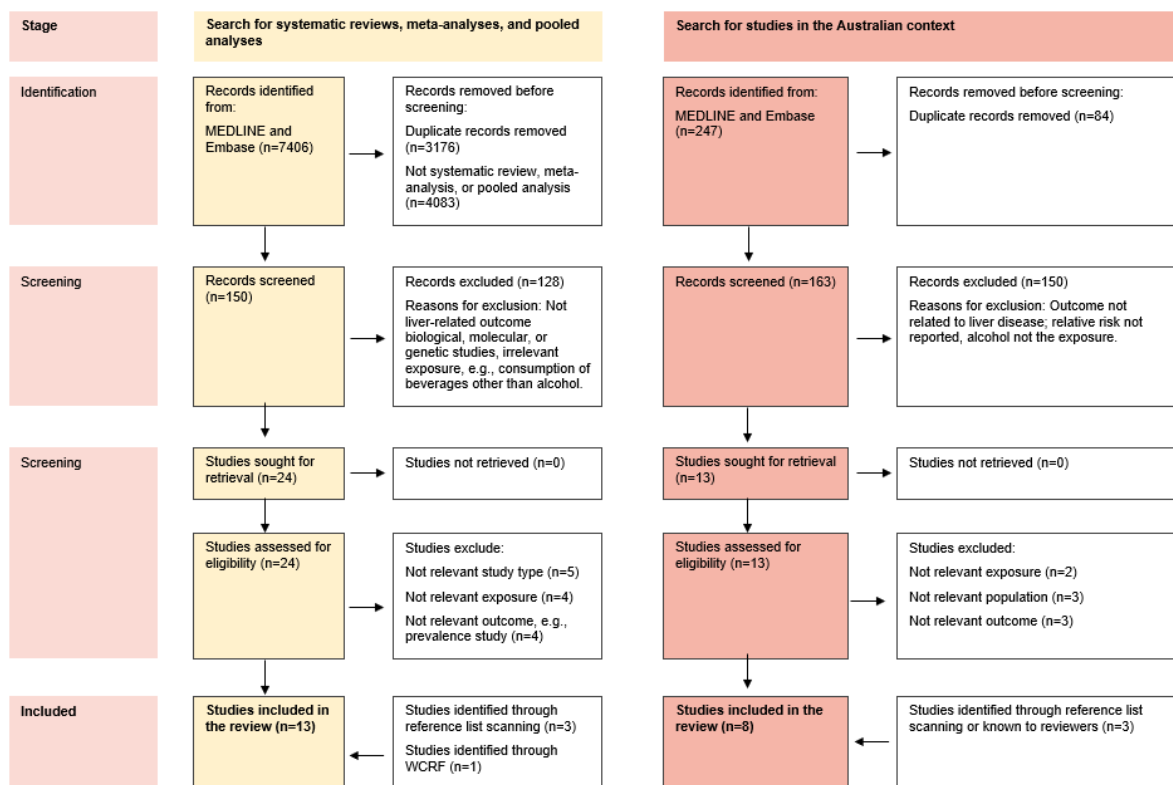 Stage
Search for systematic reviews, meta-analyses, and pooled
analyses
Search for studies in the Australian context
Identification
Records identified
from:
MEDLINE and
Embase (n=7406)
Records removed before
screening:
Duplicate records removed
(n=3176)
Not systematic review, meta-
analysis, or pooled analysis
(n=4083)
Records identified from:
MEDLINE and Embase
(n=247)
Records removed before screening:
Duplicate records removed (n=84)
Screening
Records screened
(n=150)
Records excluded (n=128)
Reasons for exclusion: Not
liver-related outcome
biological, molecular, or
genetic studies, irrelevant
exposure, e.g., consumption of
beverages other than alcohol.
Records screened (n=163)
Records excluded (n=150)
Reasons for exclusion: Outcome not
related to liver disease; relative risk not
reported, alcohol not the exposure.
Screening
Studies sought for
retrieval (n=24)
Studies not retrieved (n=0)
Studies sought for retrieval
(n=13)
Studies not retrieved (n=0)
Studies assessed for
eligibility (n=24)
Studies exclude:
Not relevant study type (n=5)
Not relevant exposure (n=4)
Not relevant outcome, e.g.,
prevalence study (n=4)
Studies assessed for
eligibility (n=13)
Studies excluded:
Not relevant exposure (n=2)
Not relevant population (n=3)
Not relevant outcome (n=3)
Included
Studies included in
the review (n=13)
Studies identified through
reference list scanning (n=3)
Studies identified through
WCRF (n=1)
Studies included in the
review (n=8)
Studies identified through reference list
scanning or known to reviewers (n=3)